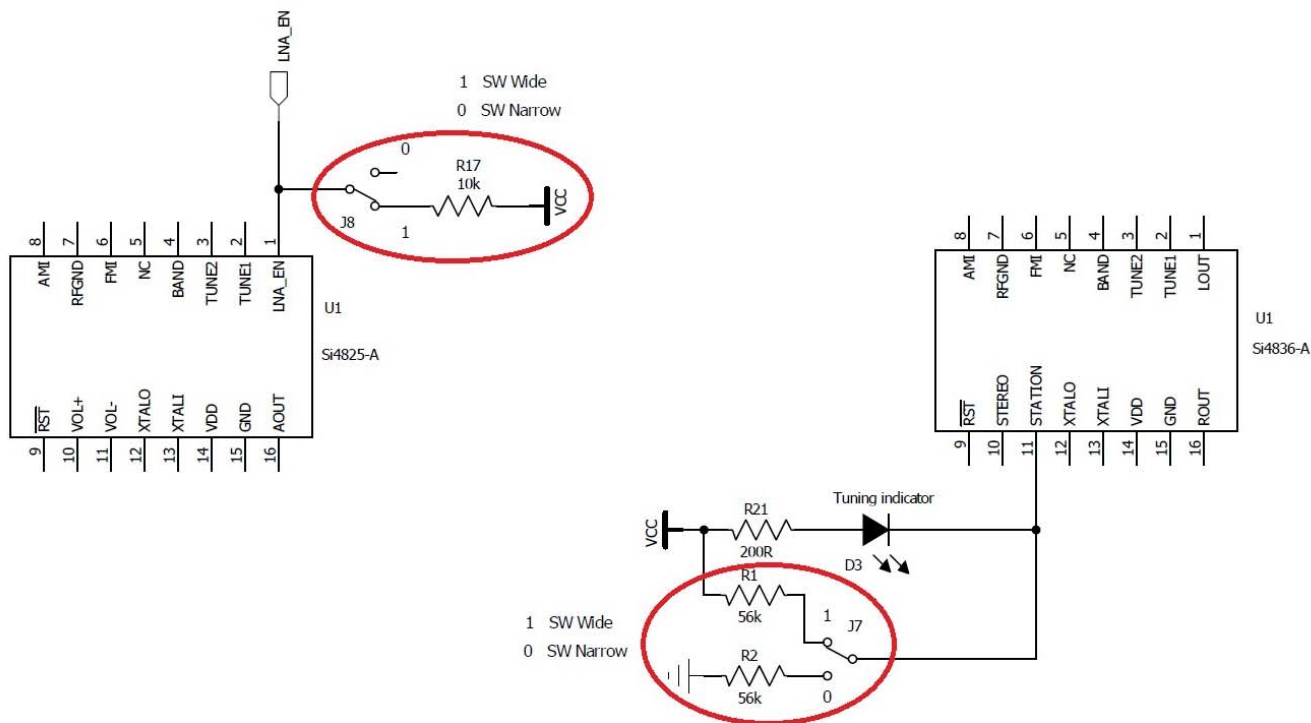 LNA_EN
1 SW Wide
0 SW Narrow
0
R17
10k
VCC
J8
1
8 7 6 5 4 3 2 1
AMI RFGND FMI NC BAND TUNE2 TUNE1 LNA_EN
U1
Si4825-A
RST VOL+ VOL- XTALO XTALI VDD GND AOUT
9 10 11 12 13 14 15 16
8 7 6 5 4 3 2 1
AMI RFGND FMI NC BAND TUNE2 TUNE1 LOUT
U1
Si4836-A
RST STEREO STATION XTALO XTALI VDD GND ROUT
9 10 11 12 13 14 15 16
Tuning indicator
VCC
R21
200R
D3
R1
56k
1
J7
1 SW Wide
0 SW Narrow
R2
56k
0